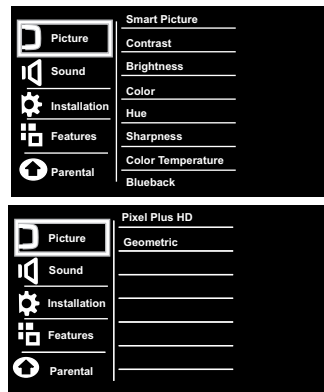 Picture
Sound
Installation
Features
Parental
Smart Picture
Contrast
Brightness
Color
Hue
Sharpness
Color Temperature
Blueback
Picture
Sound
Installation
Features
Parental
Pixel Plus HD
Geometric